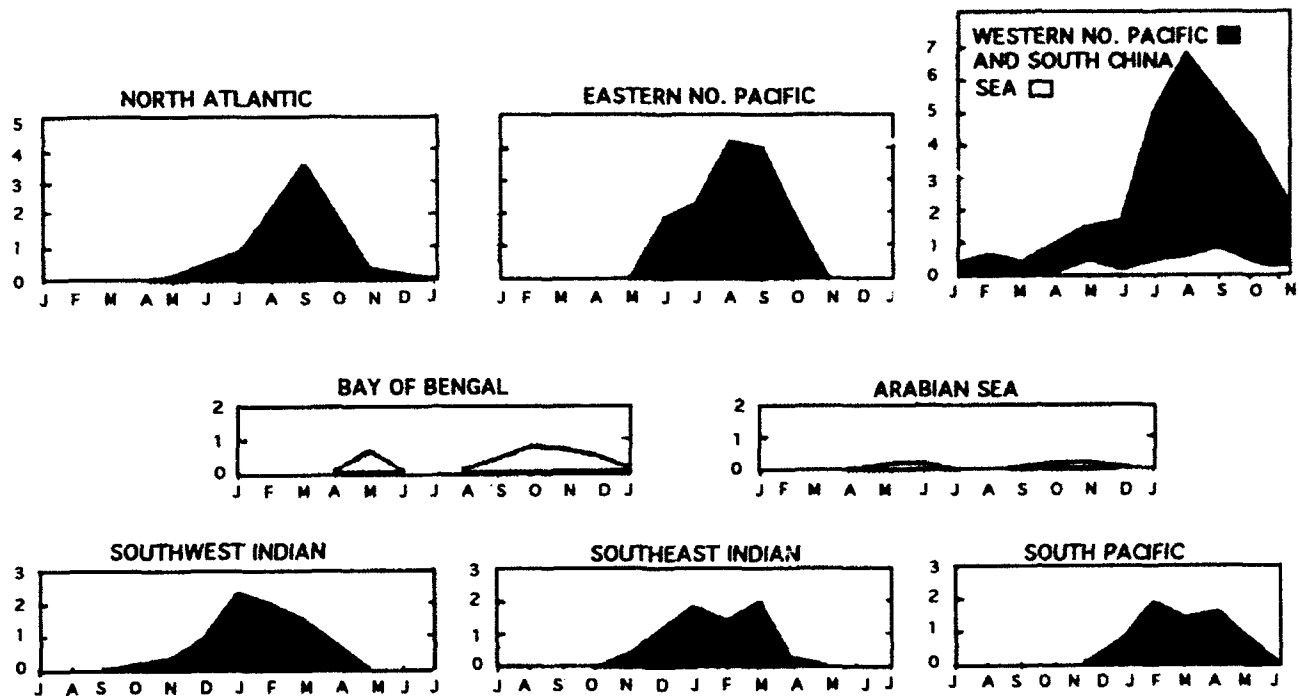 NORTH ATLANTIC
5
4
3
2
1
0
J F M A M J J A S O N D J
EASTERN NO. PACIFIC
J F M A M J J A S O N D J
WESTERN NO. PACIFIC
AND SOUTH CHINA
SEA
7
6
5
4
3
2
1
0
J F M A M J J A S O N
BAY OF BENGAL
2
1
0
J F M A M J J A S O N D J
ARABIAN SEA
2
1
0
J F M A M J J A S O N D J
SOUTHWEST INDIAN
3
2
1
0
J A S O N D J F M A M J J
SOUTHEAST INDIAN
3
2
1
0
J A S O N D J F M A M J J
SOUTH PACIFIC
3
2
1
0
J A S O N D J F M A M J